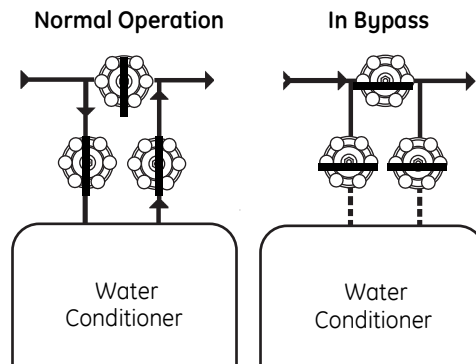 Normal Operation
In Bypass
Water
Conditioner
Water
Conditioner